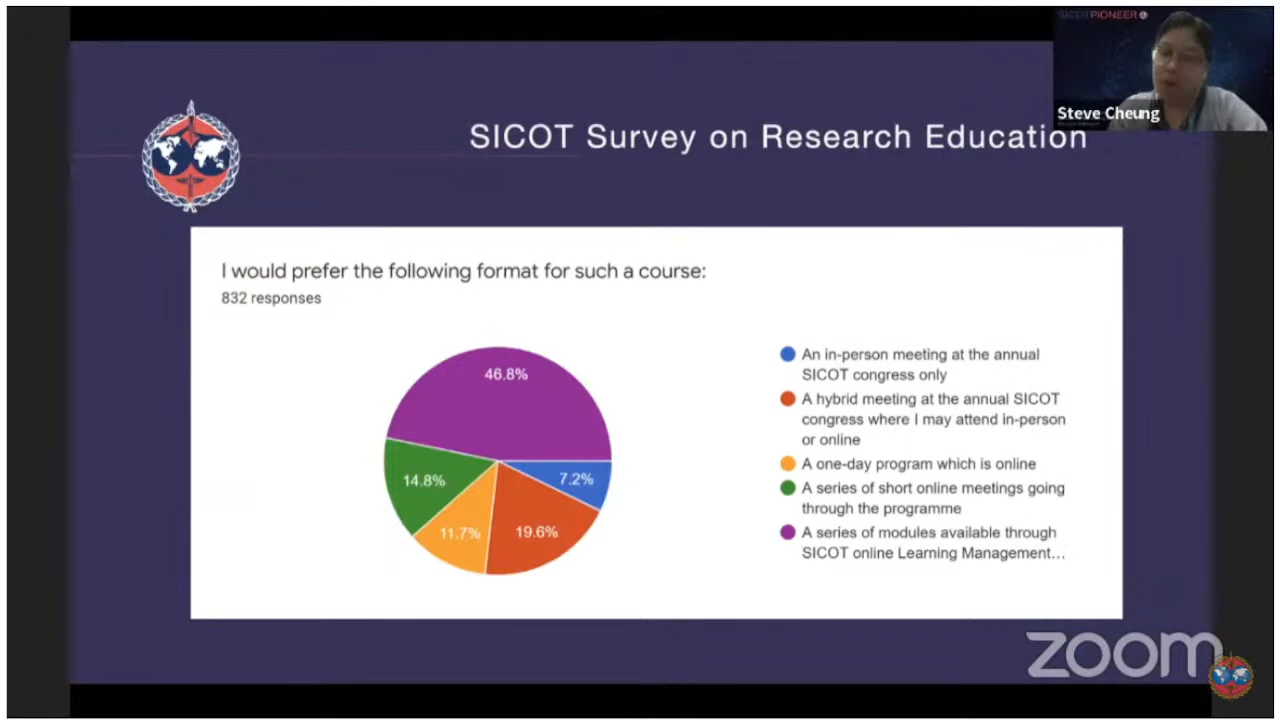 SICOT PIONEER
Steve Cheung
SICOT Survey on Research Education
I would prefer the following format for such a course:
832 responses
46.8%
14.8%
7.2%
11.7%
19.6%
An in-person meeting at the annual
SICOT congress only
A hybrid meeting at the annual SICOT
congress where I may attend in-person
or online
A one-day program which is online
A series of short online meetings going
through the programme
A series of modules available through
SICOT online Learning Management…
zoom